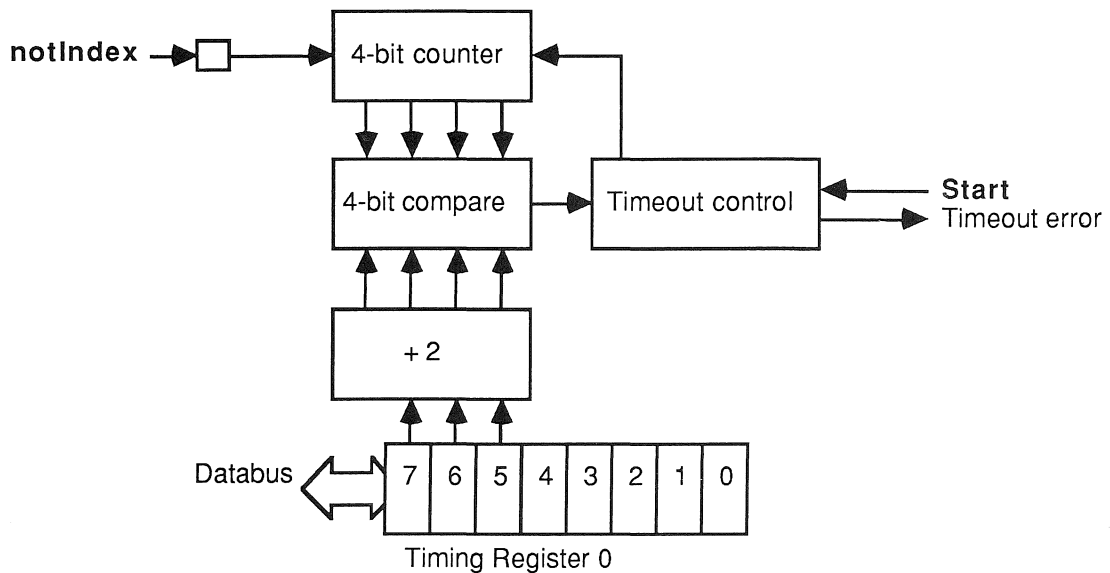 notIndex
4-bit counter
4-bit compare
Timeout control
Start
Timeout error
+ 2
Databus
7 6 5 4 3 2 1 0
Timing Register 0